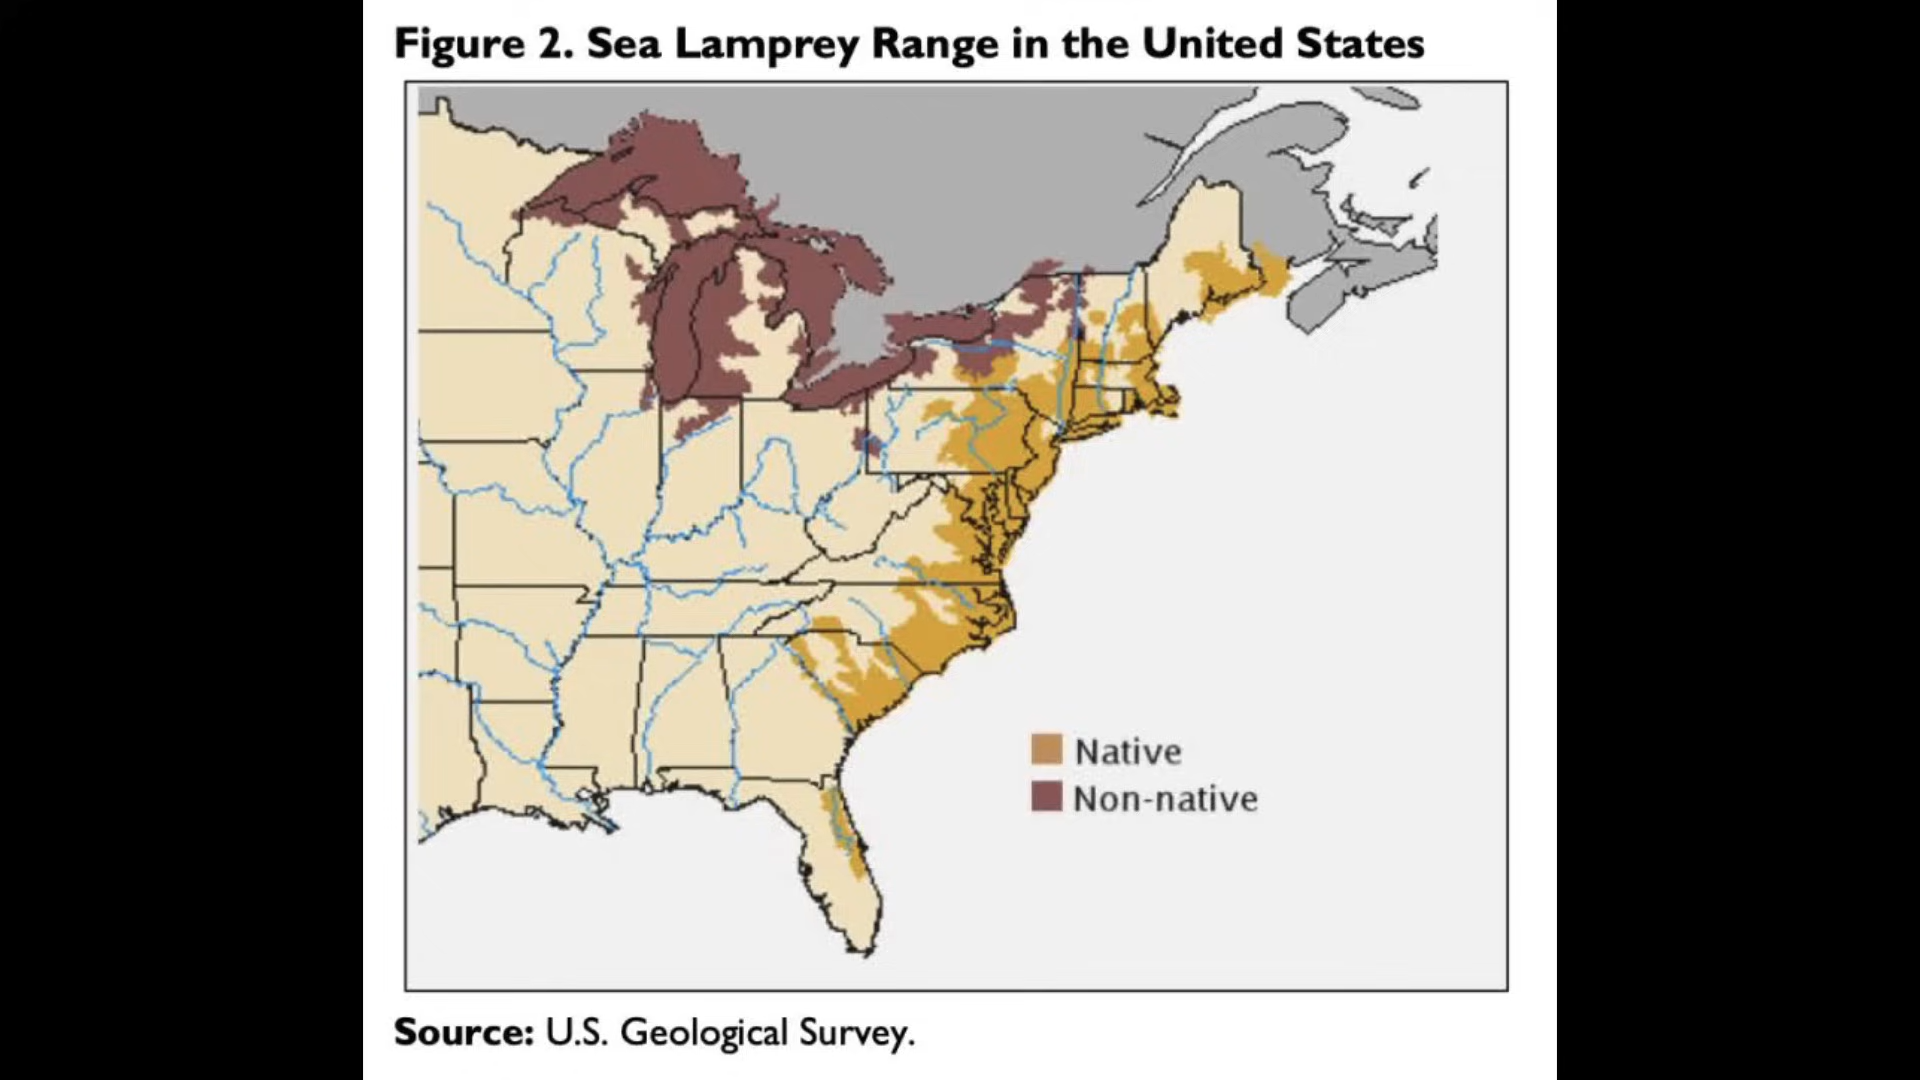 Figure 2. Sea Lamprey Range in the United States
Native
Non-native
Source: U.S. Geological Survey.